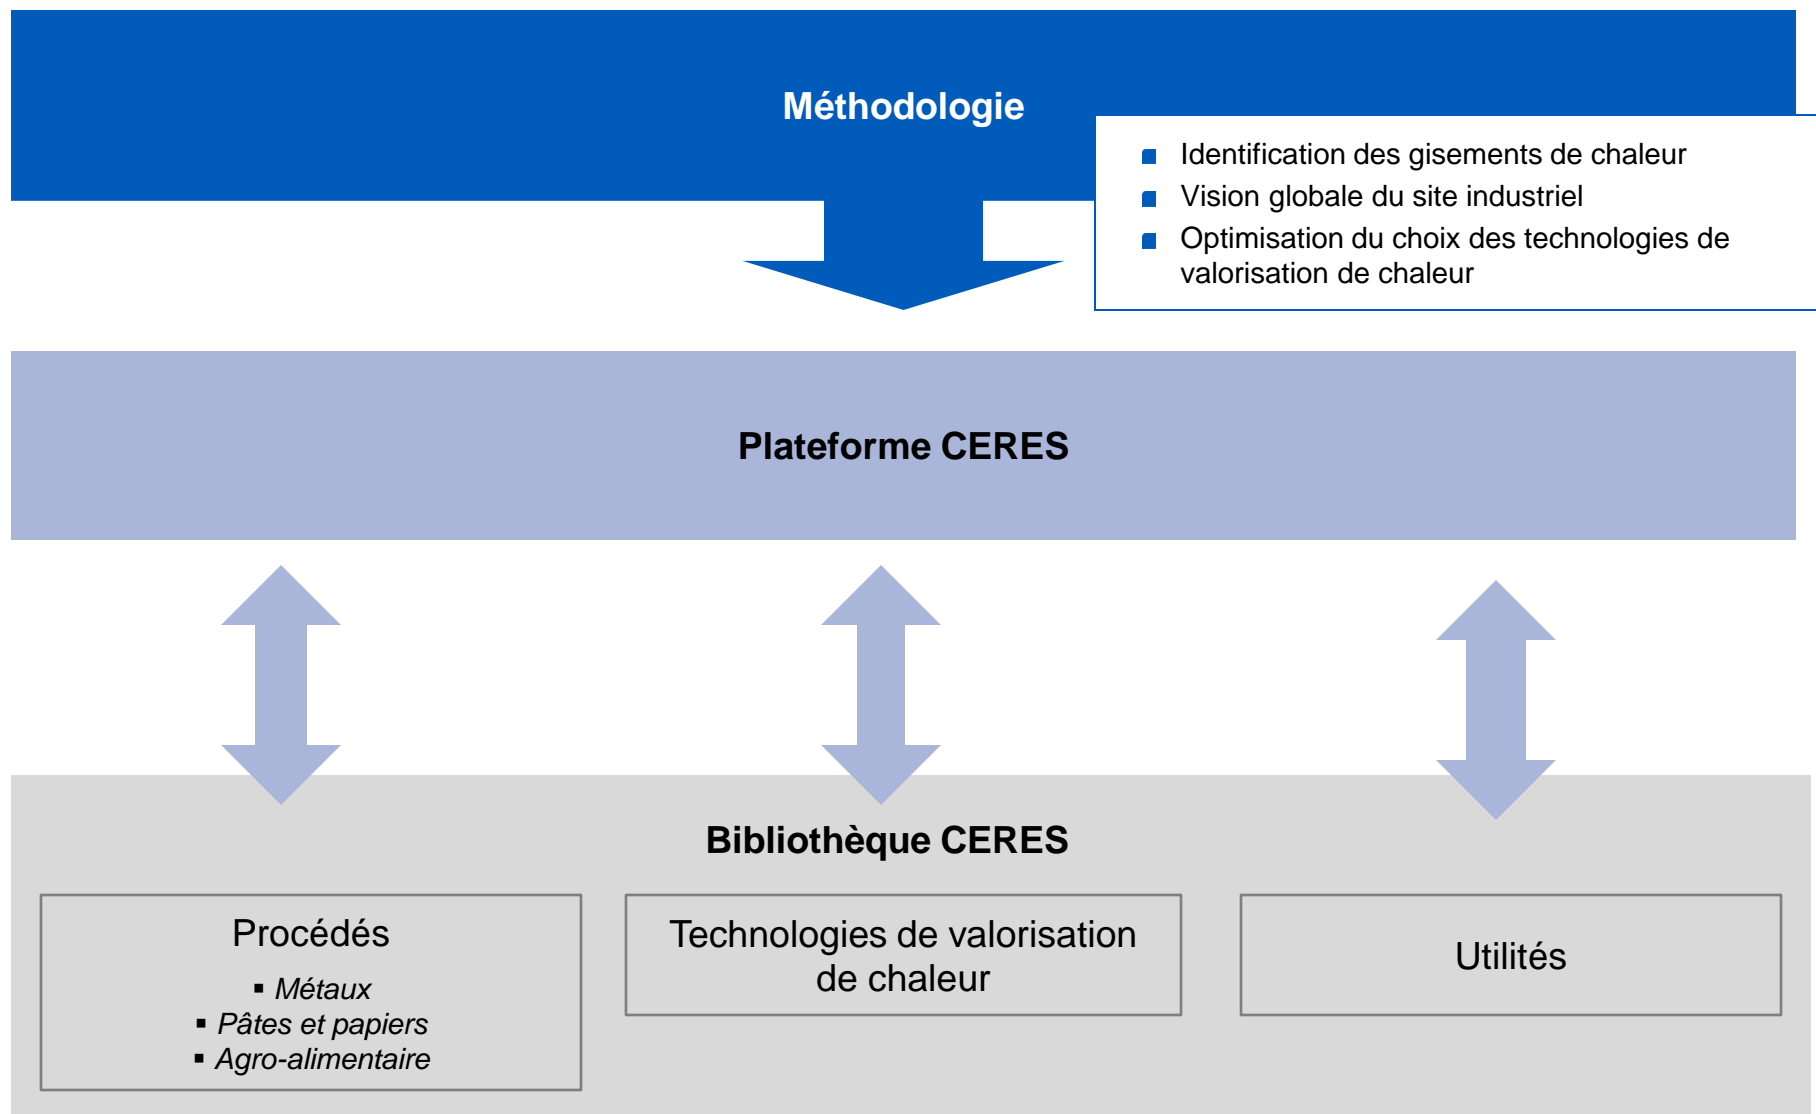 Méthodologie
Identification des gisements de chaleur
Vision globale du site industriel
Optimisation du choix des technologies de
valorisation de chaleur
Plateforme CERES
Bibliothèque CERES
Procédés
▪ Métaux
▪ Pâtes et papiers
▪ Agro-alimentaire
Technologies de valorisation
de chaleur
Utilités